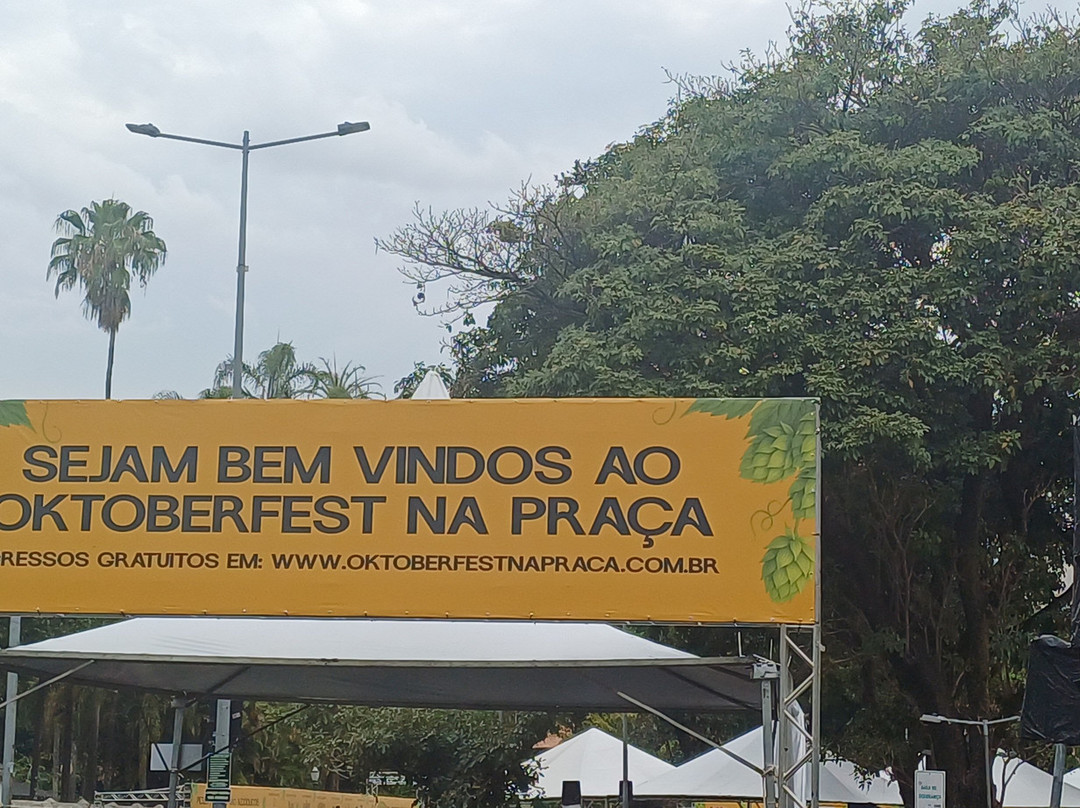 SEJAM BEM VINDOS AO
OKTOBERFEST NA PRAÇA
RESSOS GRATUITOS EM: WWW.OKTOBERFESTNAPRACA.COM.BR